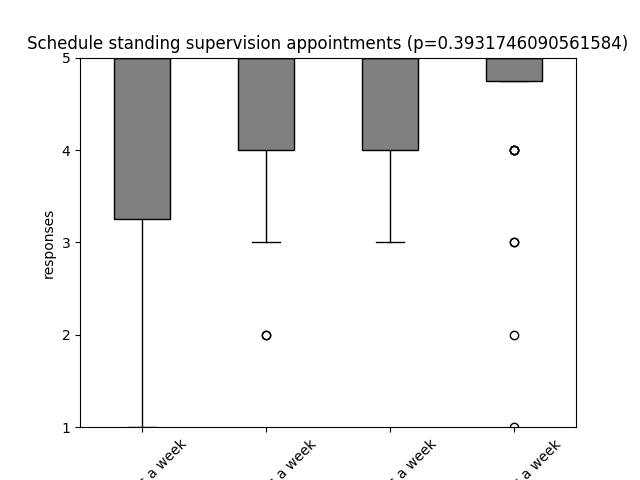 Schedule standing supervision appointments (p=0.3931746090561584)
5
4
3
2
1
responses
a week
a week
a week
a week